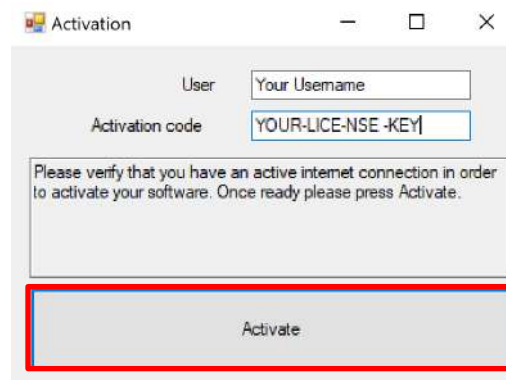 Activation
User Your Username
Activation code YOUR-LICE-NSE -KEY
Please verify that you have an active internet connection in order
to activate your software. Once ready please press Activate.
Activate